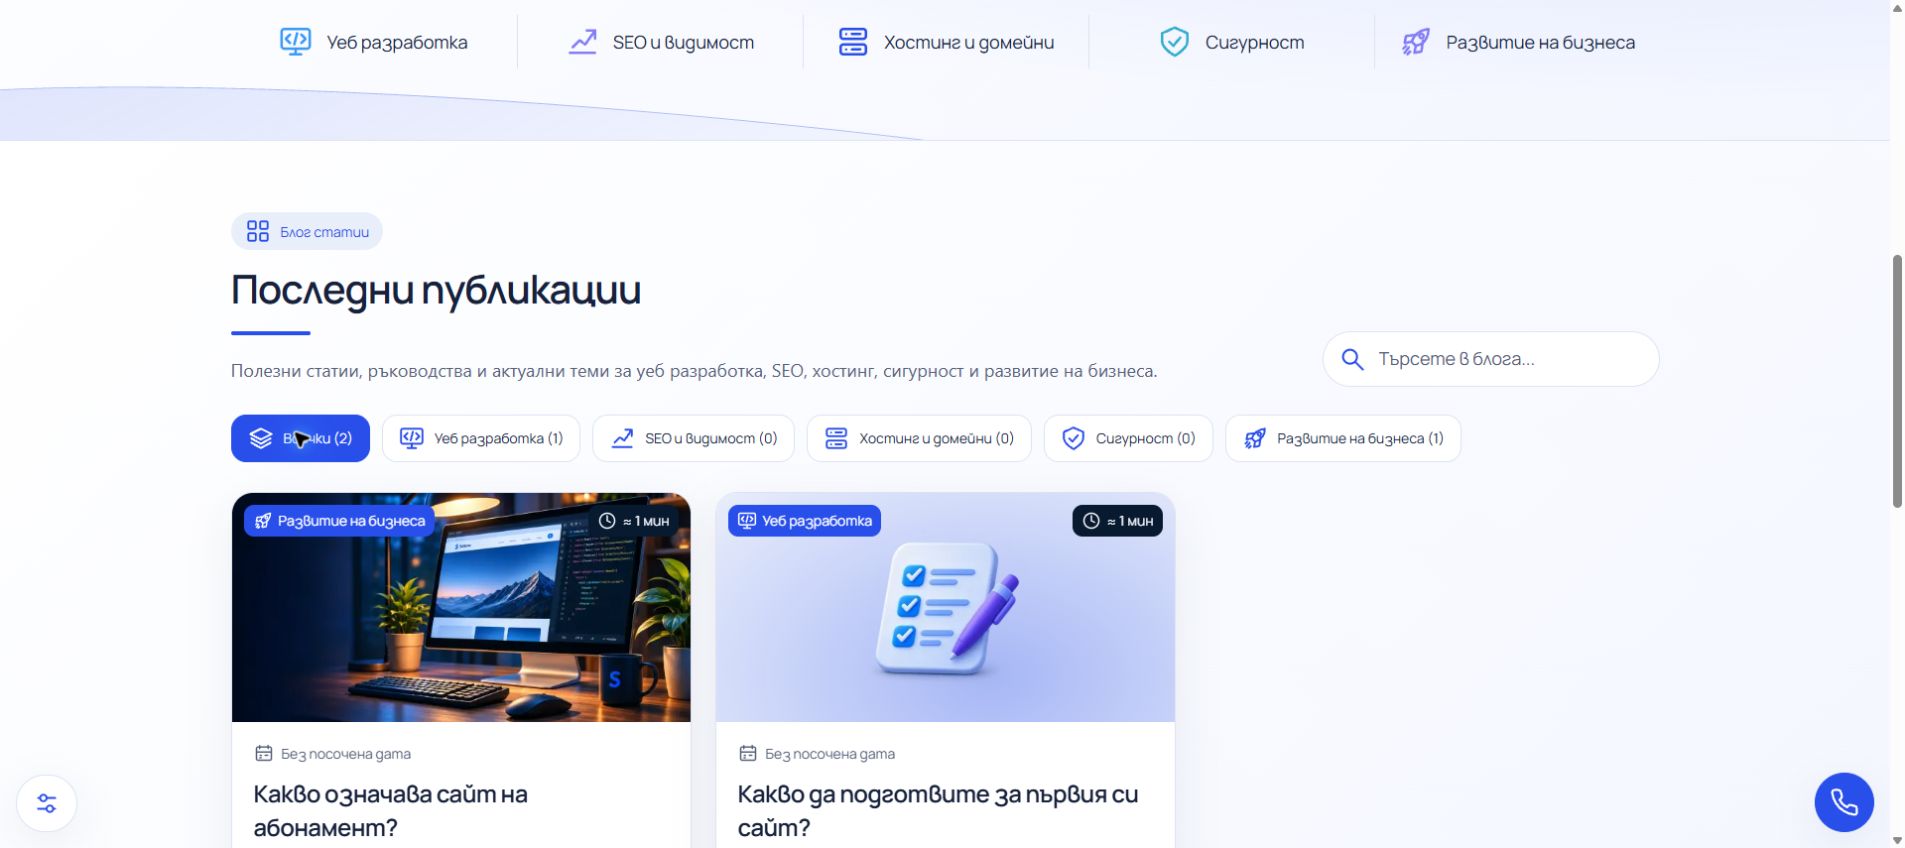 Уеб разработка
SEO и видимост
Хостинг и домейни
Сигурност
Развитие на бизнеса
Блог статии
Последни публикации
Полезни статии, ръководства и актуални теми за уеб разработка, SEO, хостинг, сигурност и развитие на бизнеса.
Търсете в блога...
Всички (2)
Уеб разработка (1)
SEO и видимост (0)
Хостинг и домейни (0)
Сигурност (0)
Развитие на бизнеса (1)
Развитие на бизнеса
≈ 1 мин
S
Уеб разработка
≈ 1 мин
Без посочена дата
Какво означава сайт на
абонамент?
Без посочена дата
Какво да подготвите за първия си
сайт?